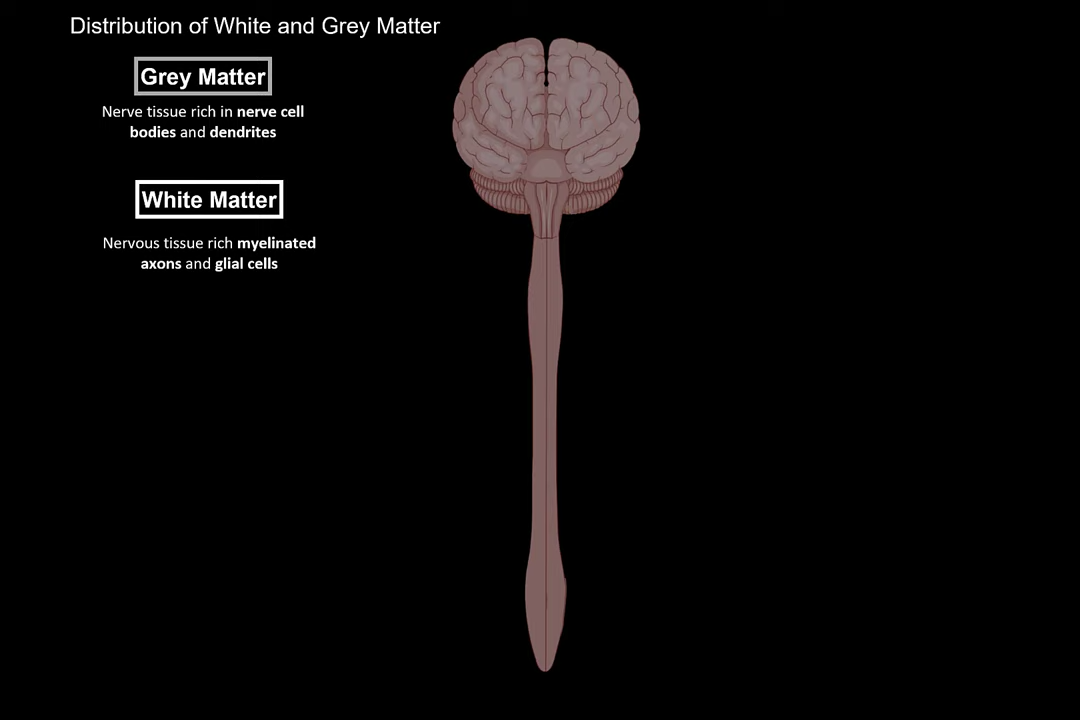 Distribution of White and Grey Matter
Grey Matter
Nerve tissue rich in nerve cell
bodies and dendrites
White Matter
Nervous tissue rich myelinated
axons and glial cells